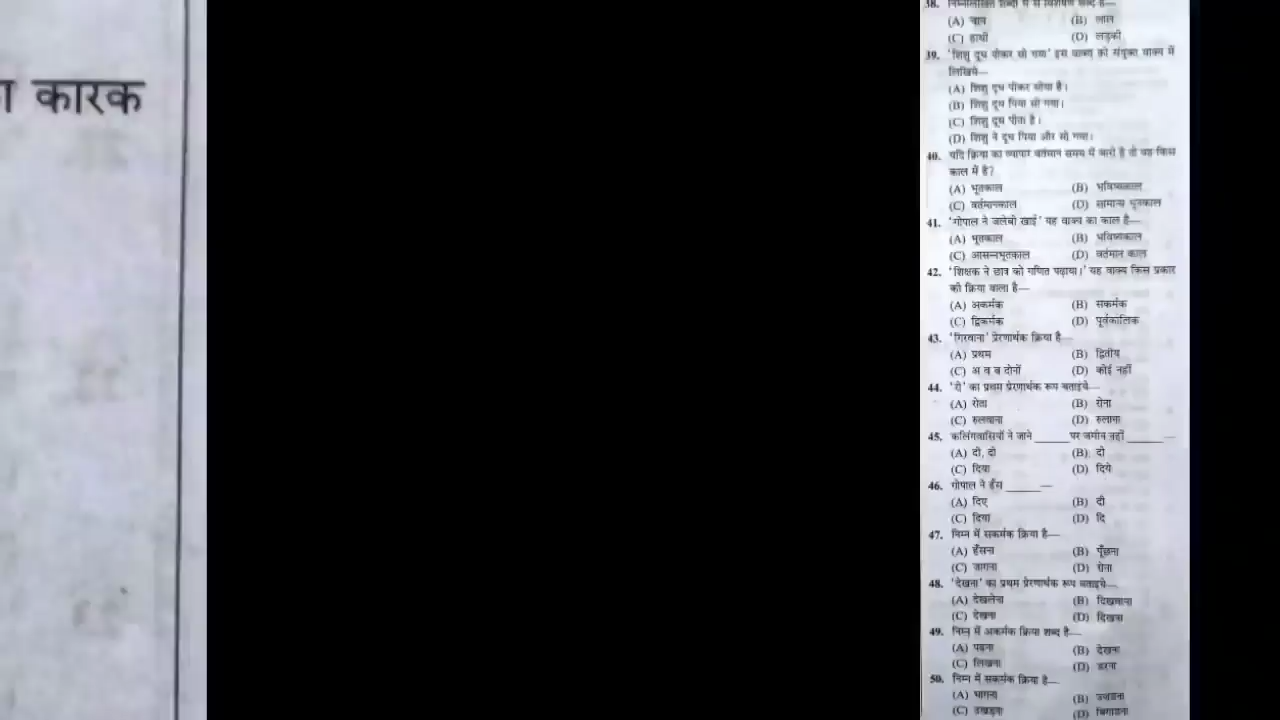 कारक
38. निम्नलिखित शब्दों में से विशेषण शब्द है—
(A) चाय (B) लाल
(C) हाथी (D) लड़की
39. 'शिशु दूध पीकर सो गया' इस वाक्य को संयुक्त वाक्य में
लिखिये—
(A) शिशु दूध पीकर सोया है।
(B) शिशु दूध पिया सो गया।
(C) शिशु दूध पीता है।
(D) शिशु ने दूध पिया और सो गया।
40. यदि क्रिया का व्यापार वर्तमान समय में जारी है तो वह किस
काल में है?
(A) भूतकाल (B) भविष्यकाल
(C) वर्तमानकाल (D) सामान्य भूतकाल
41. 'गोपाल ने जलेबी खाई' यह वाक्य का काल है—
(A) भूतकाल (B) भविष्यकाल
(C) आसन्नभूतकाल (D) वर्तमान काल
42. 'शिक्षक ने छात्र को गणित पढ़ाया।' यह वाक्य किस प्रकार
की क्रिया वाला है—
(A) अकर्मक (B) सकर्मक
(C) द्विकर्मक (D) पूर्वकालिक
43. 'गिरवाना' प्रेरणार्थक क्रिया है—
(A) प्रथम (B) द्वितीय
(C) अ व ब दोनों (D) कोई नहीं
44. 'रो' का प्रथम प्रेरणार्थक रूप बताइये—
(A) रोता (B) रोना
(C) रुलवाना (D) रुलाना
45. कलिंगवासियों ने जाने ______ पर जमीन नहीं ______—
(A) दी, दी (B) दी
(C) दिया (D) दिये
46. गोपाल ने हँस ______—
(A) दिए (B) दी
(C) दिया (D) दि
47. निम्न में सकर्मक क्रिया है—
(A) हँसना (B) पूँछना
(C) जागना (D) रोना
48. 'देखना' का प्रथम प्रेरणार्थक रूप बताइये—
(A) देखलेना (B) दिखवाना
(C) देखना (D) दिखना
49. निम्न में अकर्मक क्रिया शब्द है—
(A) पढ़ना (B) देखना
(C) लिखना (D) डरना
50. निम्न में सकर्मक क्रिया है—
(A) भागना (B)
(C) उखड़ना (D) बिगाड़ना